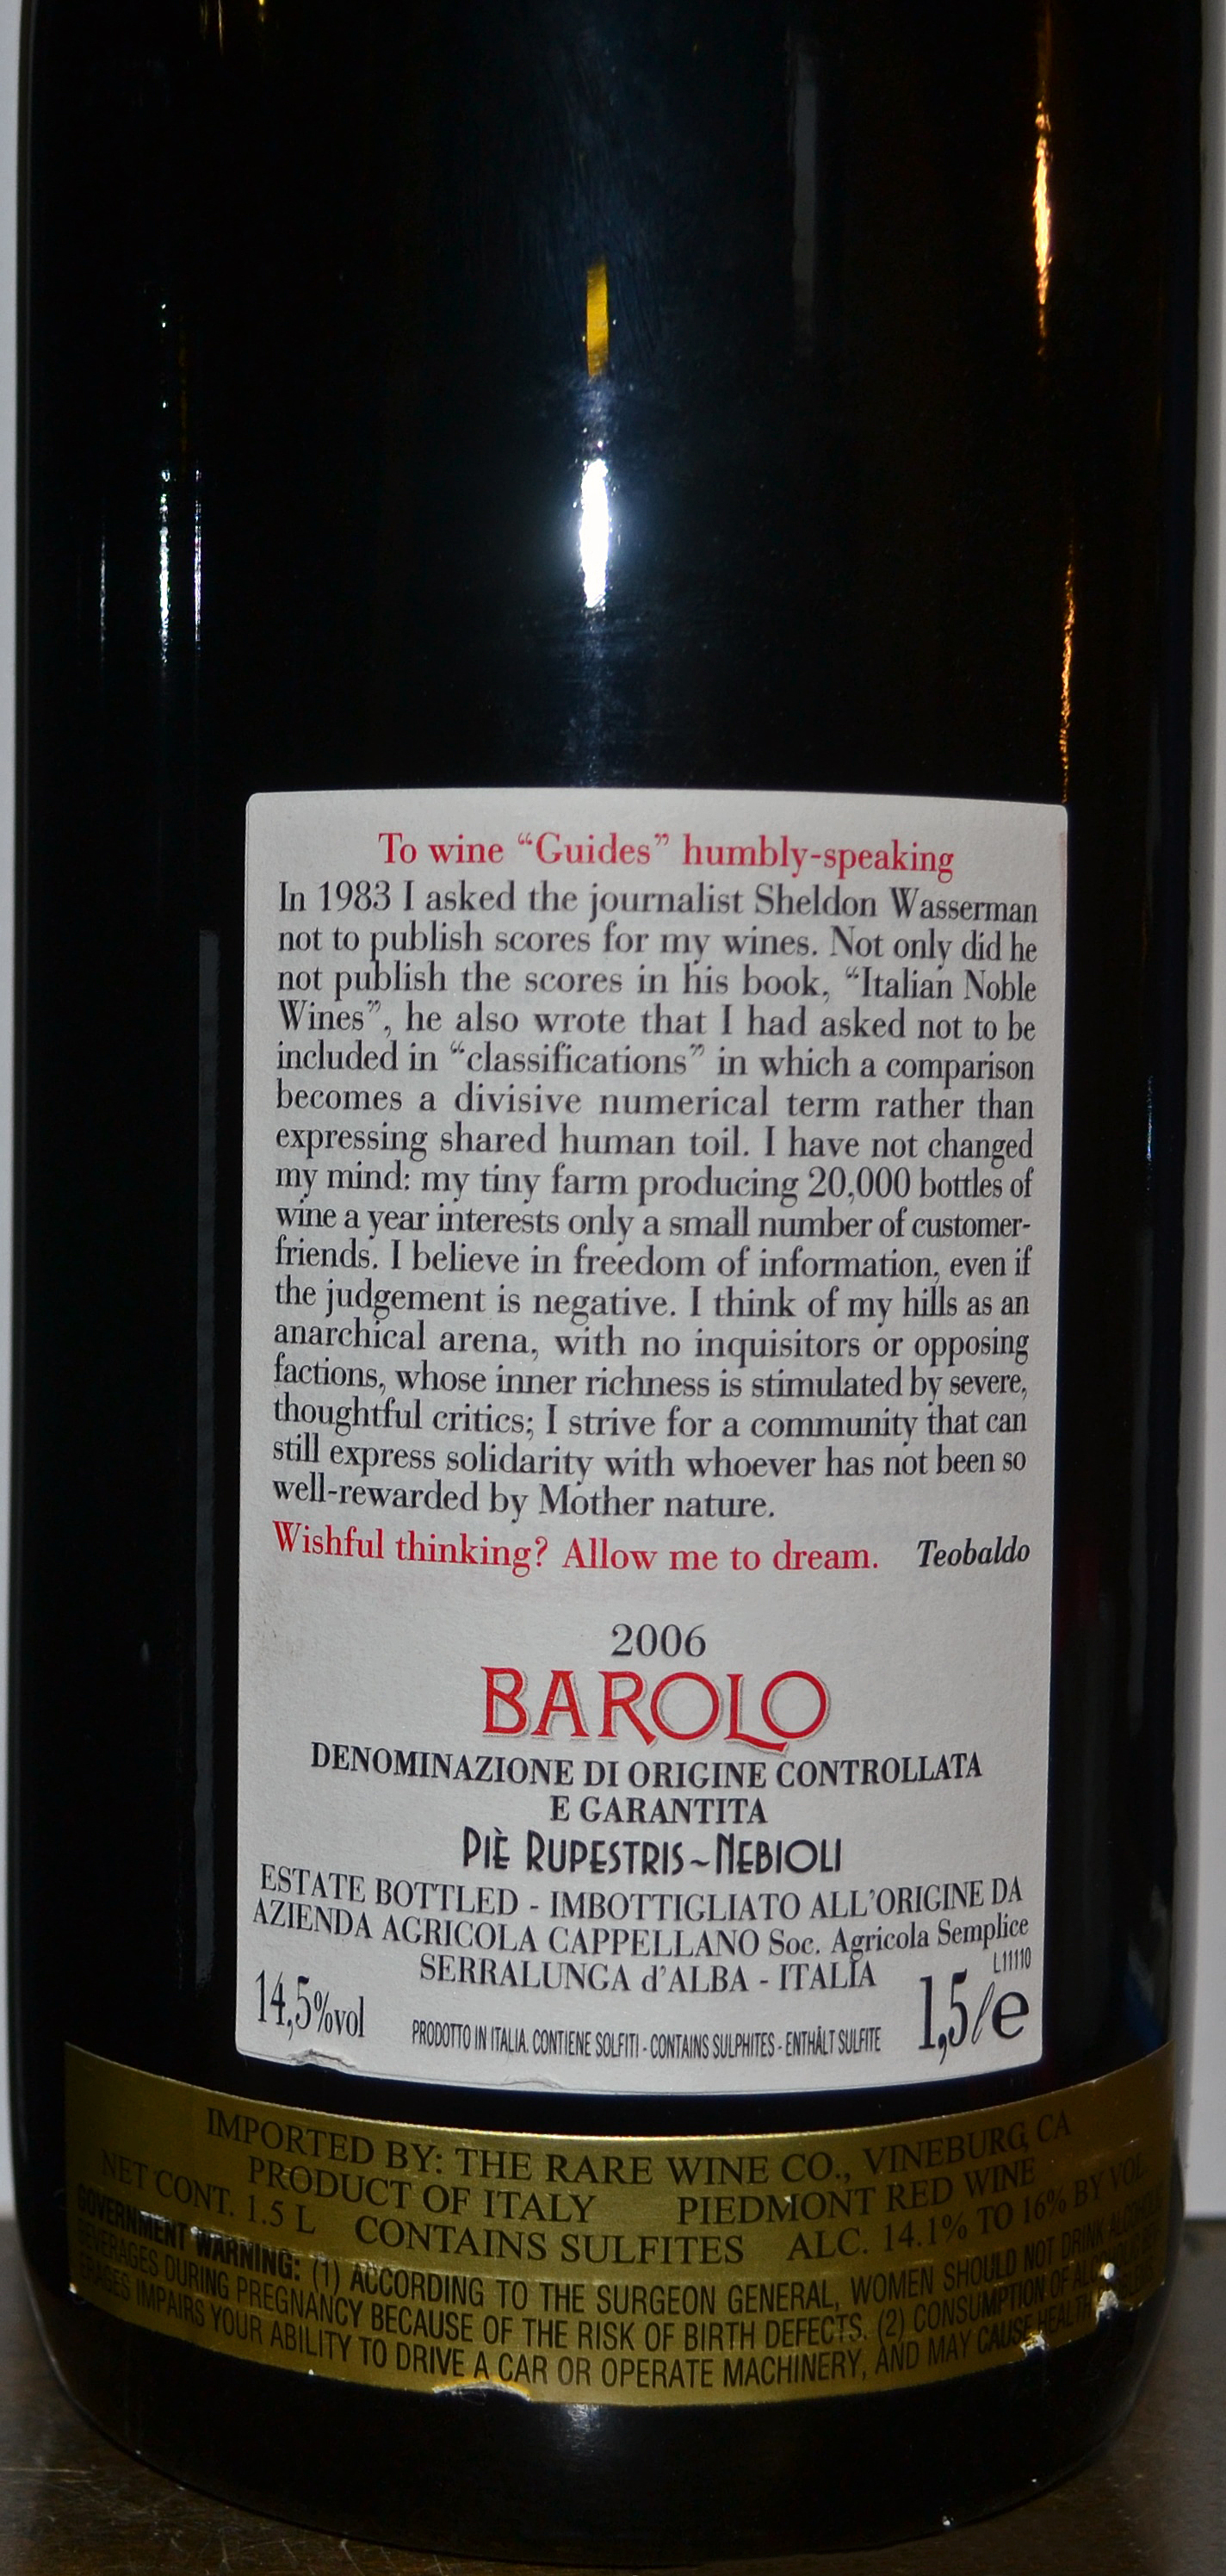 To wine “Guides” humbly-speaking
In 1983 I asked the journalist Sheldon Wasserman
not to publish scores for my wines. Not only did he
not publish the scores in his book, “Italian Noble
Wines”, he also wrote that I had asked not to be
included in “classifications” in which a comparison
becomes a divisive numerical term rather than
expressing shared human toil. I have not changed
my mind: my tiny farm producing 20,000 bottles of
wine a year interests only a small number of customer-
friends. I believe in freedom of information, even if
the judgement is negative. I think of my hills as an
anarchical arena, with no inquisitors or opposing
factions, whose inner richness is stimulated by severe,
thoughtful critics; I strive for a community that can
still express solidarity with whoever has not been so
well-rewarded by Mother nature.
Wishful thinking? Allow me to dream. Teobaldo
2006
BAROLO
DENOMINAZIONE DI ORIGINE CONTROLLATA
E GARANTITA
PIÈ RUPESTRIS~NEBIOLI
ESTATE BOTTLED - IMBOTTIGLIATO ALL'ORIGINE DA
AZIENDA AGRICOLA CAPPELLANO Soc. Agricola Semplice
SERRALUNGA d'ALBA - ITALIA
L11110
14,5%vol
PRODOTTO IN ITALIA. CONTIENE SOLFITI - CONTAINS SULPHITES - ENTHÄLT SULFITE
1,5 l e
IMPORTED BY: THE RARE WINE CO., VINEBURG, CA
PRODUCT OF ITALY PIEDMONT RED WINE
NET CONT. 1.5 L CONTAINS SULFITES ALC. 14.1% TO 16% BY VOL
GOVERNMENT WARNING: (1) ACCORDING TO THE SURGEON GENERAL, WOMEN SHOULD NOT DRINK ALCOHOLIC
BEVERAGES DURING PREGNANCY BECAUSE OF THE RISK OF BIRTH DEFECTS. (2) CONSUMPTION OF ALCOHOLIC
IMPAIRS YOUR ABILITY TO DRIVE A CAR OR OPERATE MACHINERY, AND MAY CAUSE HEALTH